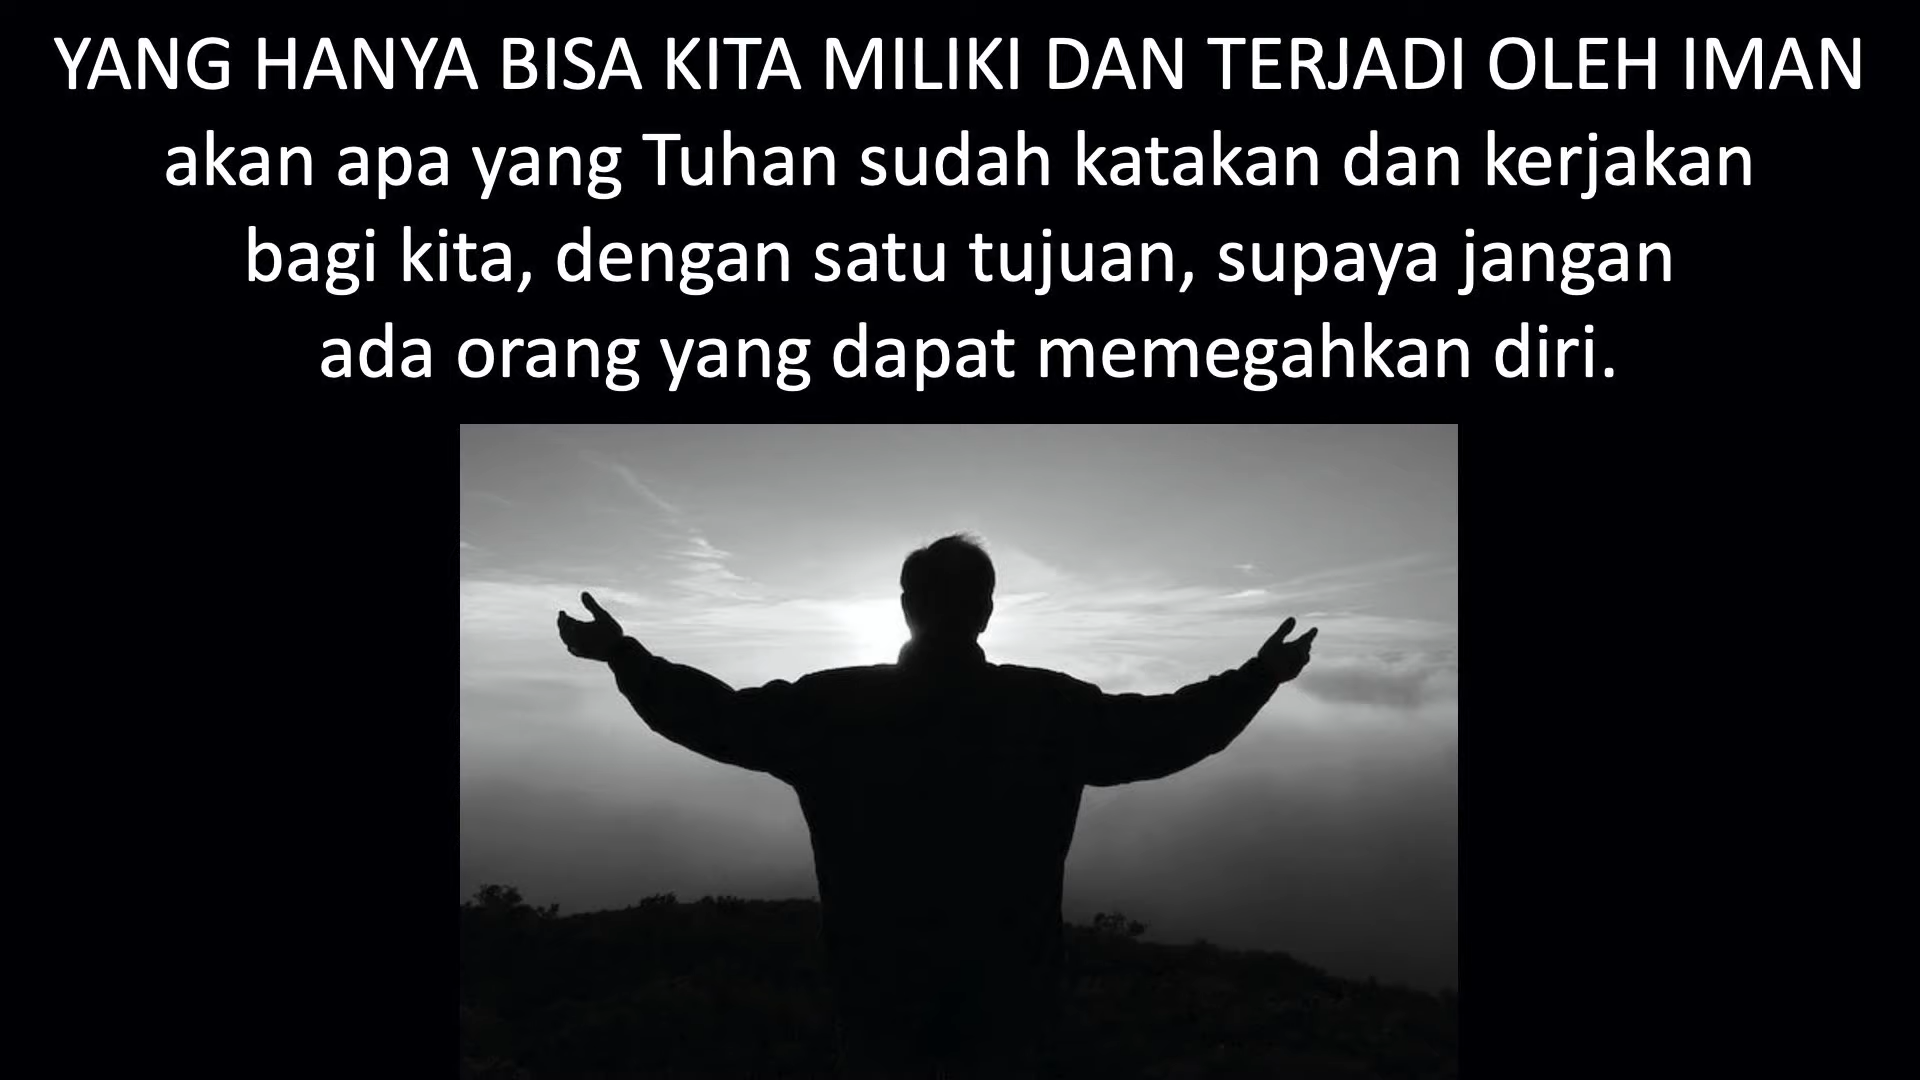 YANG HANYA BISA KITA MILIKI DAN TERJADI OLEH IMAN
akan apa yang Tuhan sudah katakan dan kerjakan
bagi kita, dengan satu tujuan, supaya jangan
ada orang yang dapat memegahkan diri.